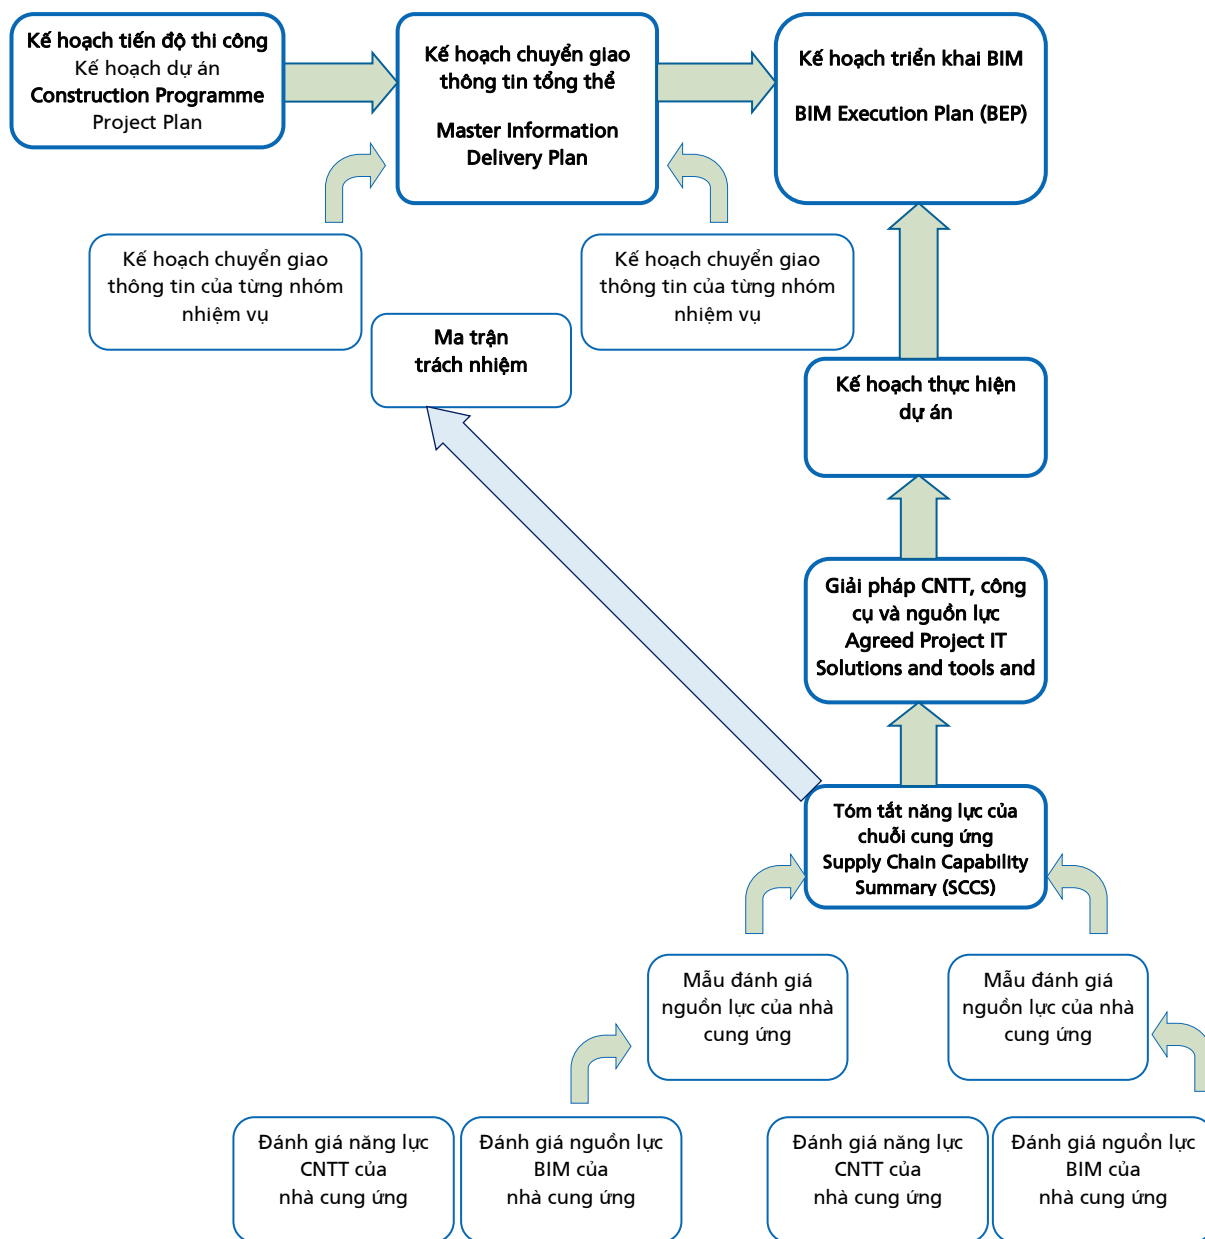 Kế hoạch tiến độ thi công
Kế hoạch dự án
Construction Programme
Project Plan
Kế hoạch chuyển giao
thông tin tổng thể
Master Information
Delivery Plan
Kế hoạch triển khai BIM
BIM Execution Plan (BEP)
Kế hoạch chuyển giao
thông tin của từng nhóm
nhiệm vụ
Kế hoạch chuyển giao
thông tin của từng nhóm
nhiệm vụ
Ma trận
trách nhiệm
Kế hoạch thực hiện
dự án
Giải pháp CNTT, công
cụ và nguồn lực
Agreed Project IT
Solutions and tools and
Tóm tắt năng lực của
chuỗi cung ứng
Supply Chain Capability
Summary (SCCS)
Mẫu đánh giá
nguồn lực của nhà
cung ứng
Mẫu đánh giá
nguồn lực của nhà
cung ứng
Đánh giá năng lực
CNTT của
nhà cung ứng
Đánh giá nguồn lực
BIM của
nhà cung ứng
Đánh giá năng lực
CNTT của
nhà cung ứng
Đánh giá nguồn lực
BIM của
nhà cung ứng